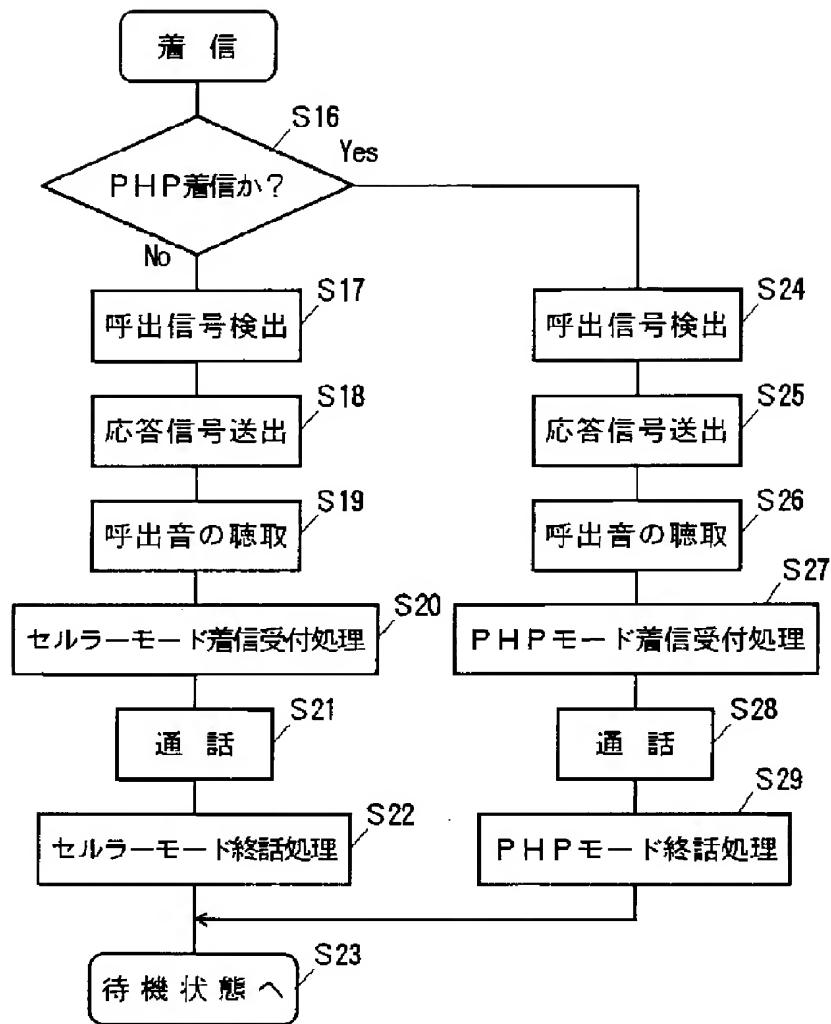 着 信
S16
PHP着信か?
Yes
No
S17
呼出信号検出
S18
応答信号送出
S19
呼出音の聴取
S20
セルラーモード着信受付処理
S21
通 話
S22
セルラーモード終話処理
S24
呼出信号検出
S25
応答信号送出
S26
呼出音の聴取
S27
PHPモード着信受付処理
S28
通 話
S29
PHPモード終話処理
S23
待機状態へ